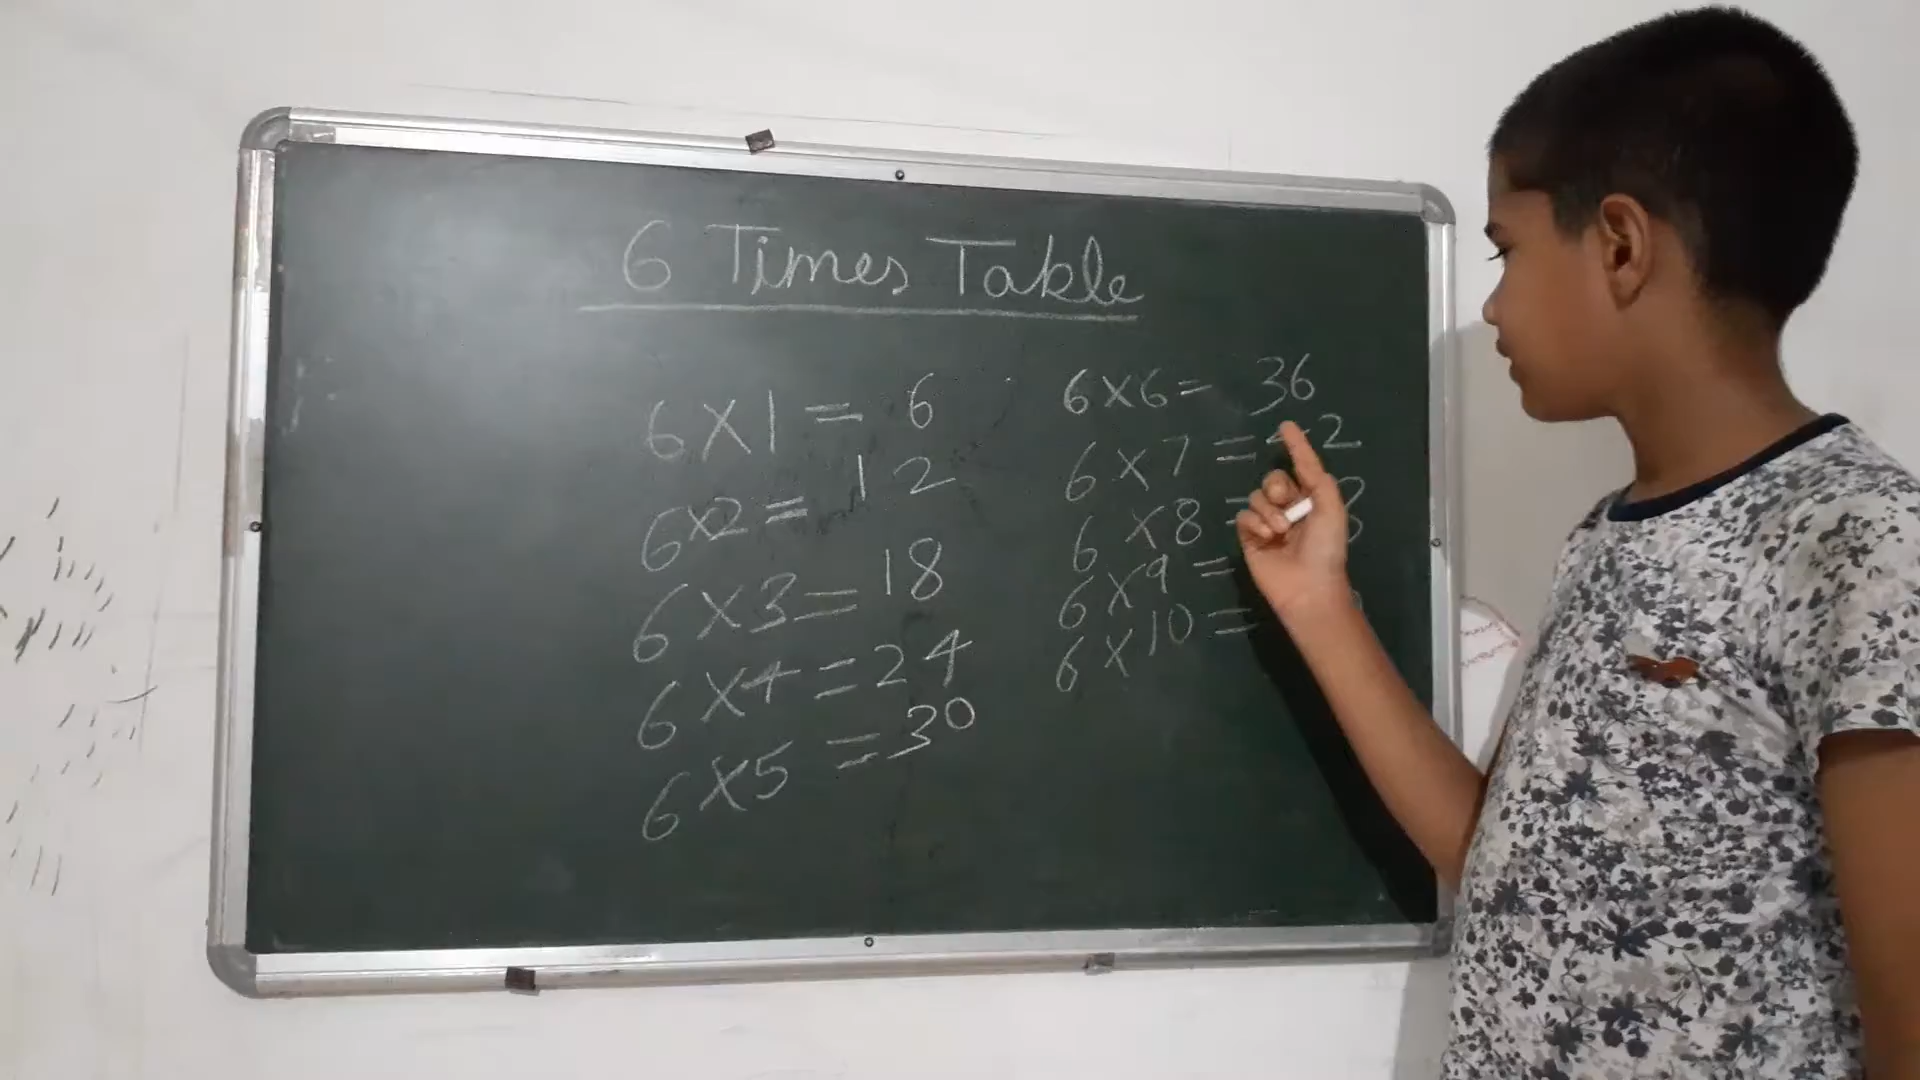 6 Times Table
6X1 = 6
6x2 = 12
6X3 = 18
6X4 = 24
6X5 = 30
6X6 = 36
6X7 = 42
6X8 =
6X9 =
6X10 =